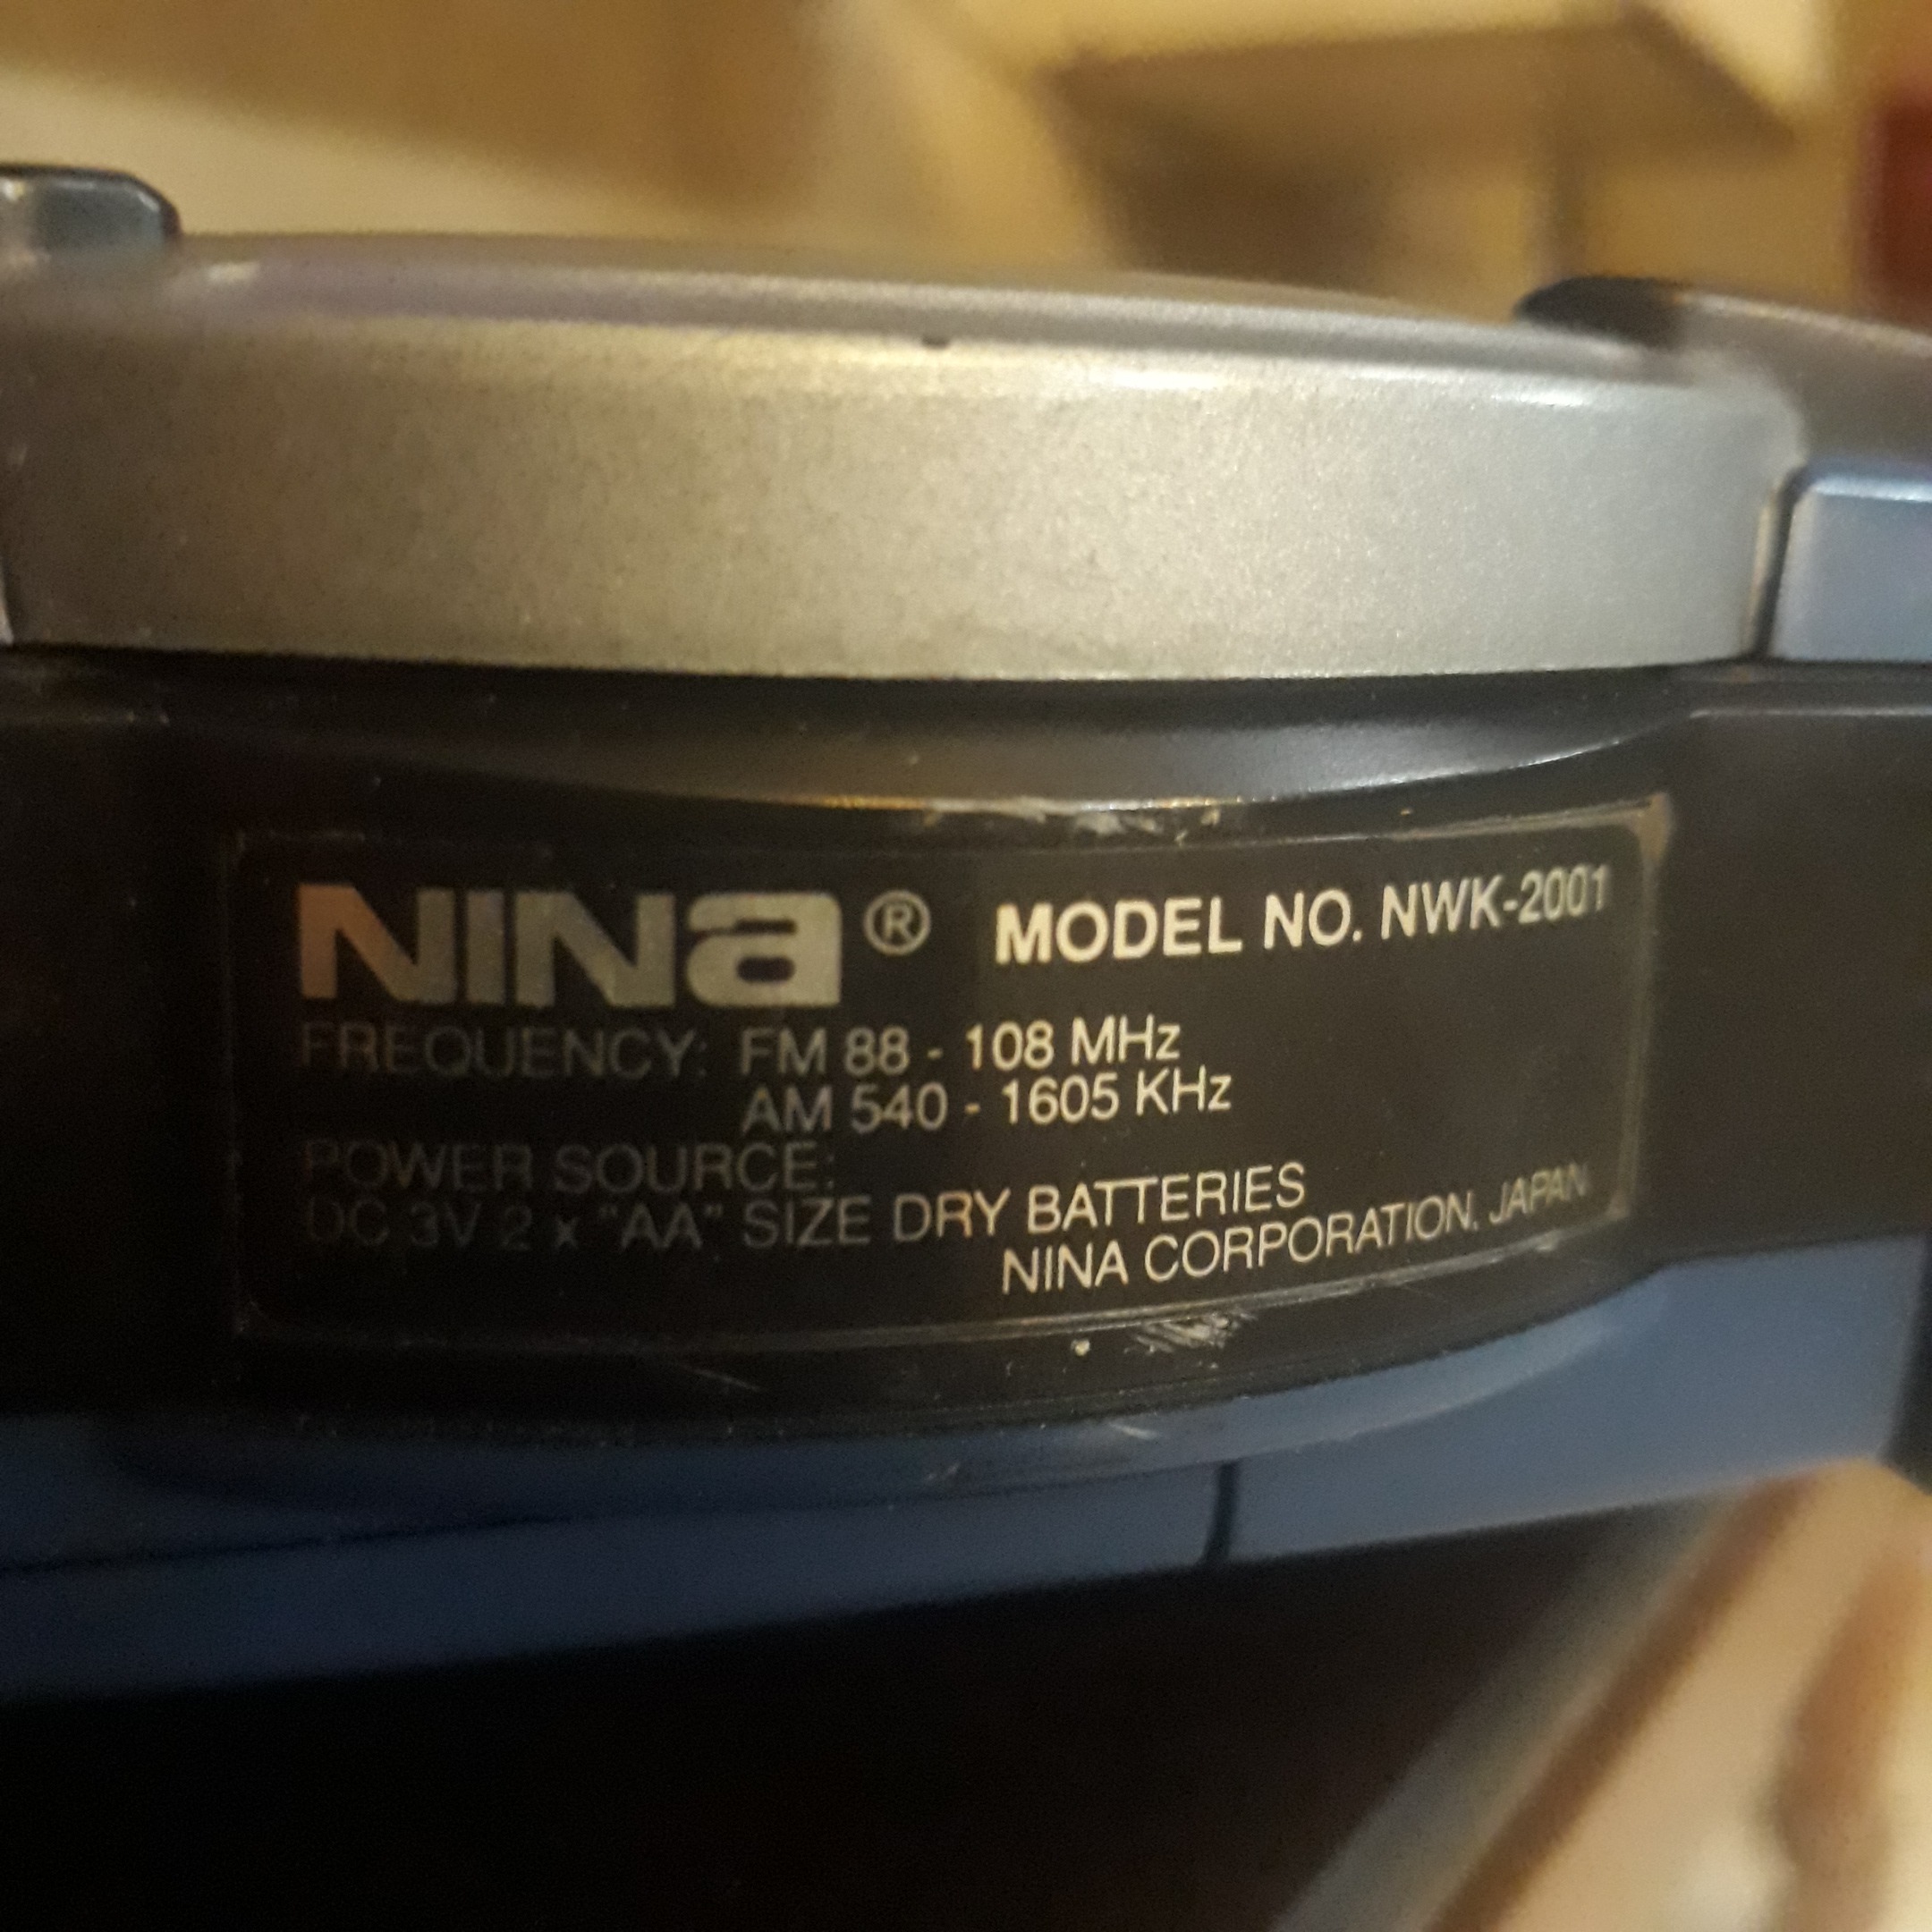 NINa ® MODEL NO. NWK-2001
FREQUENCY: FM 88 - 108 MHz
AM 540 - 1605 KHz
POWER SOURCE:
DC 3V 2 x "AA" SIZE DRY BATTERIES
NINA CORPORATION, JAPAN